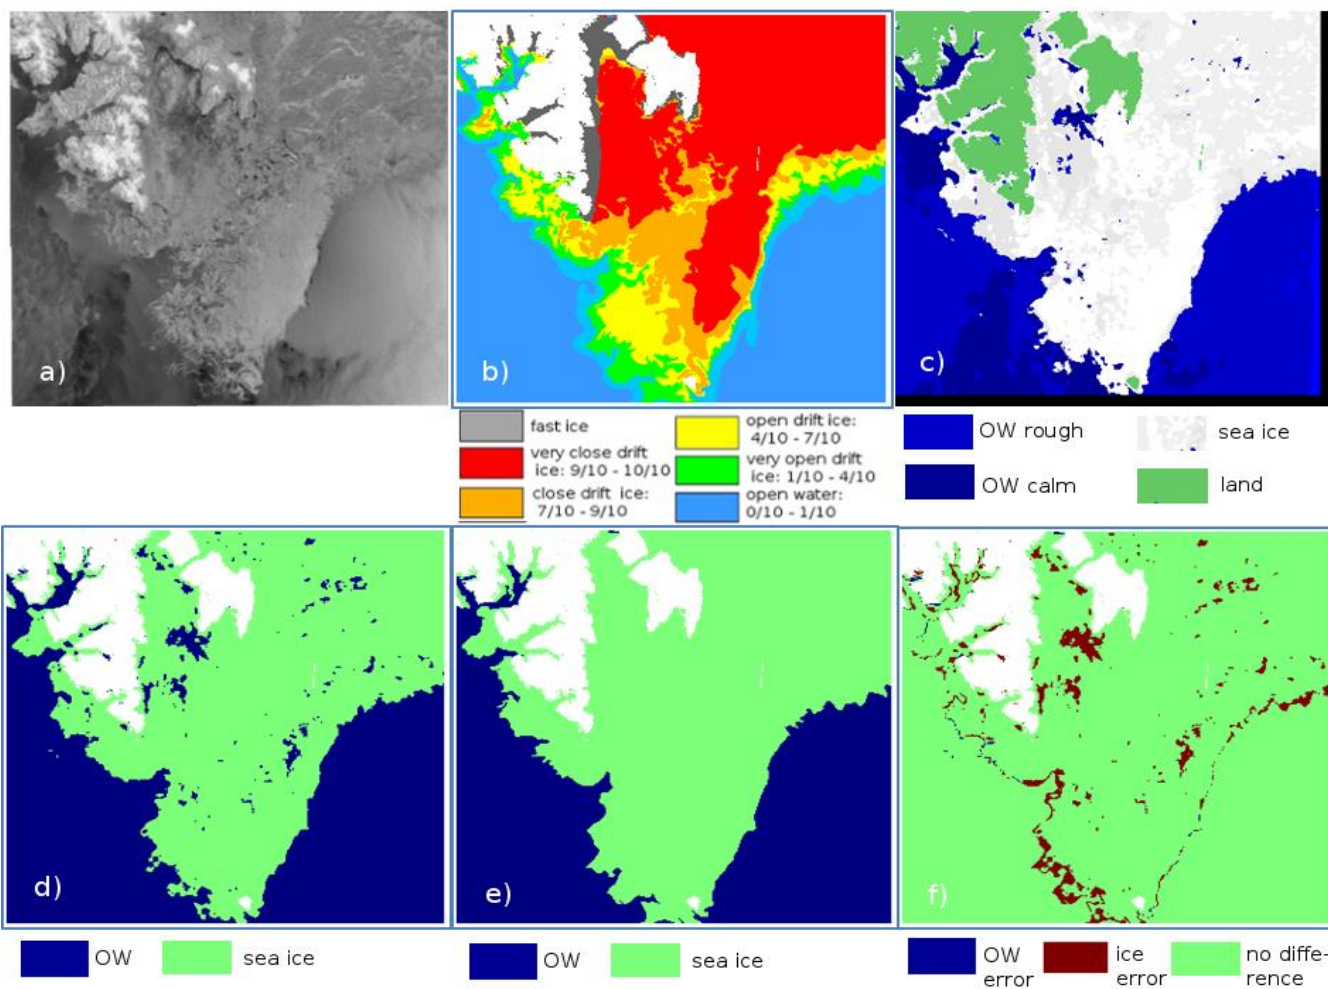 a)
b)
c)
fast ice
very close drift
ice: 9/10 - 10/10
close drift ice:
7/10 - 9/10
open drift ice:
4/10 - 7/10
very open drift
ice: 1/10 - 4/10
open water:
0/10 - 1/10
OW rough
OW calm
sea ice
land
d)
e)
f)
OW
sea ice
OW
sea ice
OW
error
ice
error
no diffe-
rence